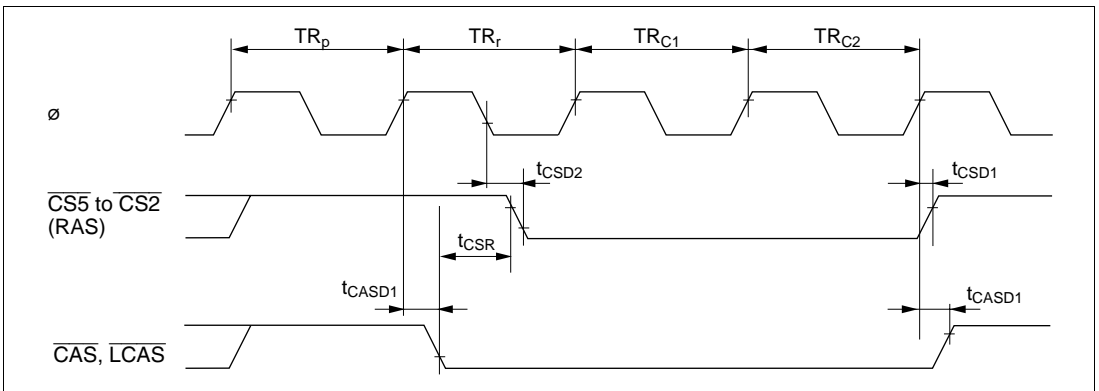 TRp TRr TRC1 TRC2
ø
tCSD2 tCSD1
CS5 to CS2
(RAS)
tCSR
tCASD1 tCASD1
CAS, LCAS